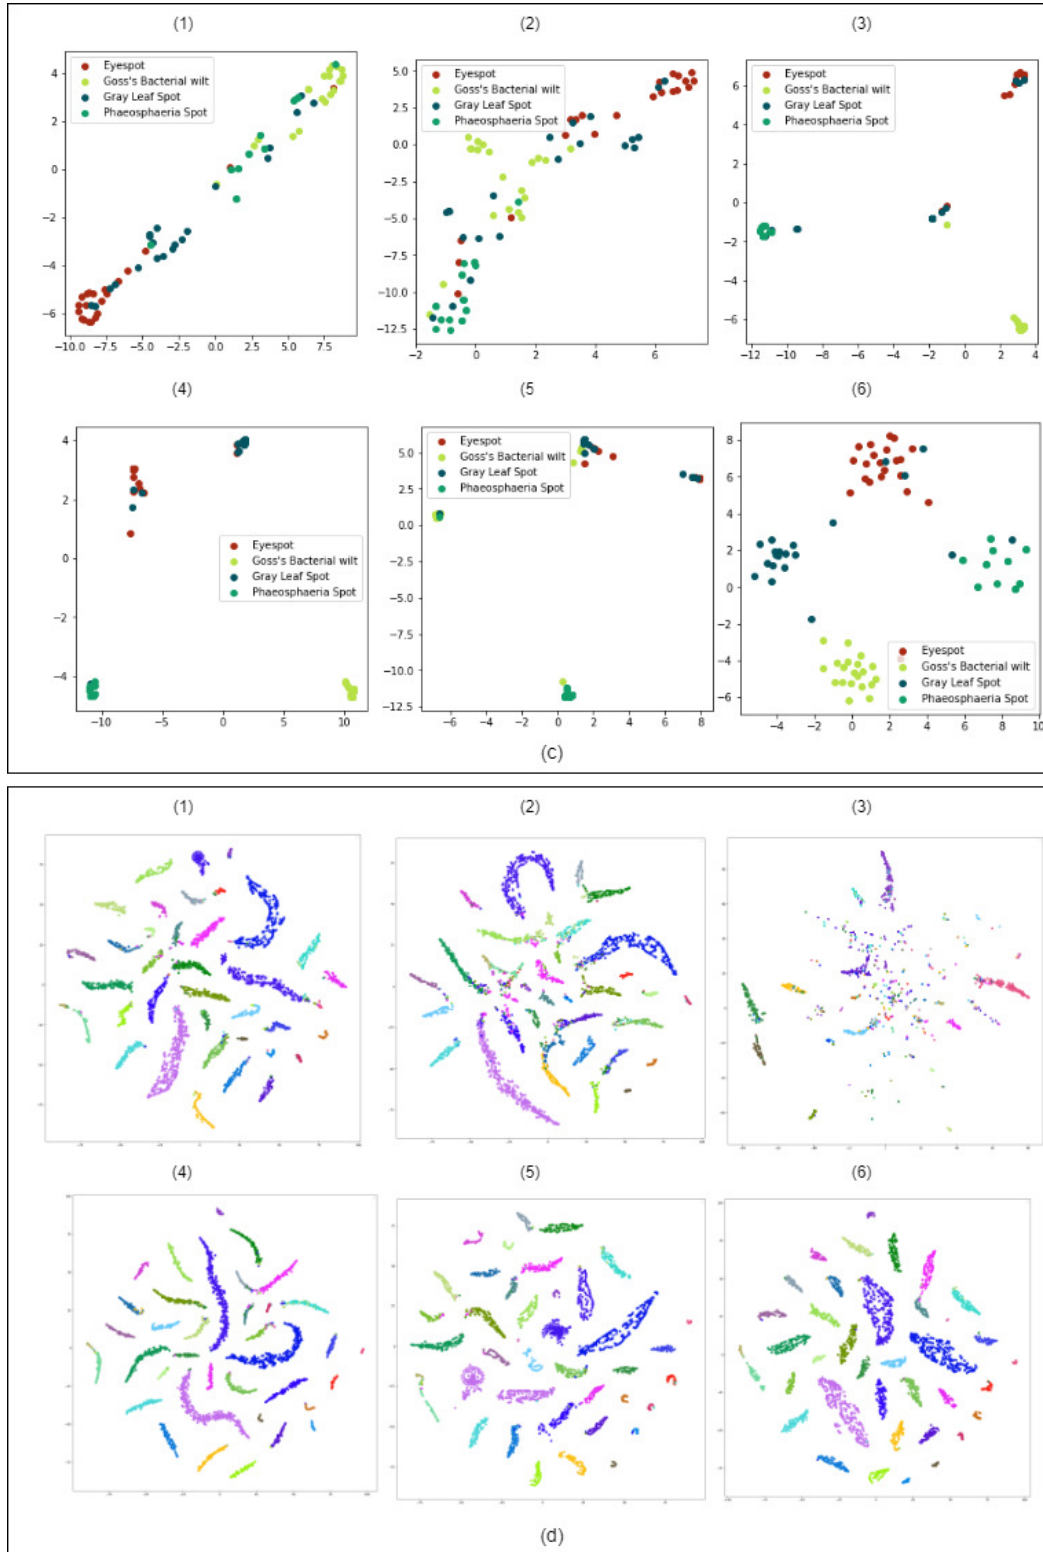 (1) (2) (3)
Eyespot
Goss's Bacterial wilt
Gray Leaf Spot
Phaeosphaeria Spot
4
2
0
−2
−4
−6
−10.0 −7.5 −5.0 −2.5 0.0 2.5 5.0 7.5
Eyespot
Goss's Bacterial wilt
Gray Leaf Spot
Phaeosphaeria Spot
5.0
2.5
0.0
−2.5
−5.0
−7.5
−10.0
−12.5
−2 0 2 4 6
Eyespot
Goss's Bacterial wilt
Gray Leaf Spot
Phaeosphaeria Spot
6
4
2
0
−2
−4
−6
−12 −10 −8 −6 −4 −2 0 2 4
(4) (5) (6)
4
2
0
−2
−4
Eyespot
Goss's Bacterial wilt
Gray Leaf Spot
Phaeosphaeria Spot
−10 −5 0 5 10
Eyespot
Goss's Bacterial wilt
Gray Leaf Spot
Phaeosphaeria Spot
5.0
2.5
0.0
−2.5
−5.0
−7.5
−10.0
−12.5
−6 −4 −2 0 2 4 6 8
8
6
4
2
0
−2
−4
−6
Eyespot
Goss's Bacterial wilt
Gray Leaf Spot
Phaeosphaeria Spot
−4 −2 0 2 4 6 8 10
(c)
(1) (2) (3)
(4) (5) (6)
(d)